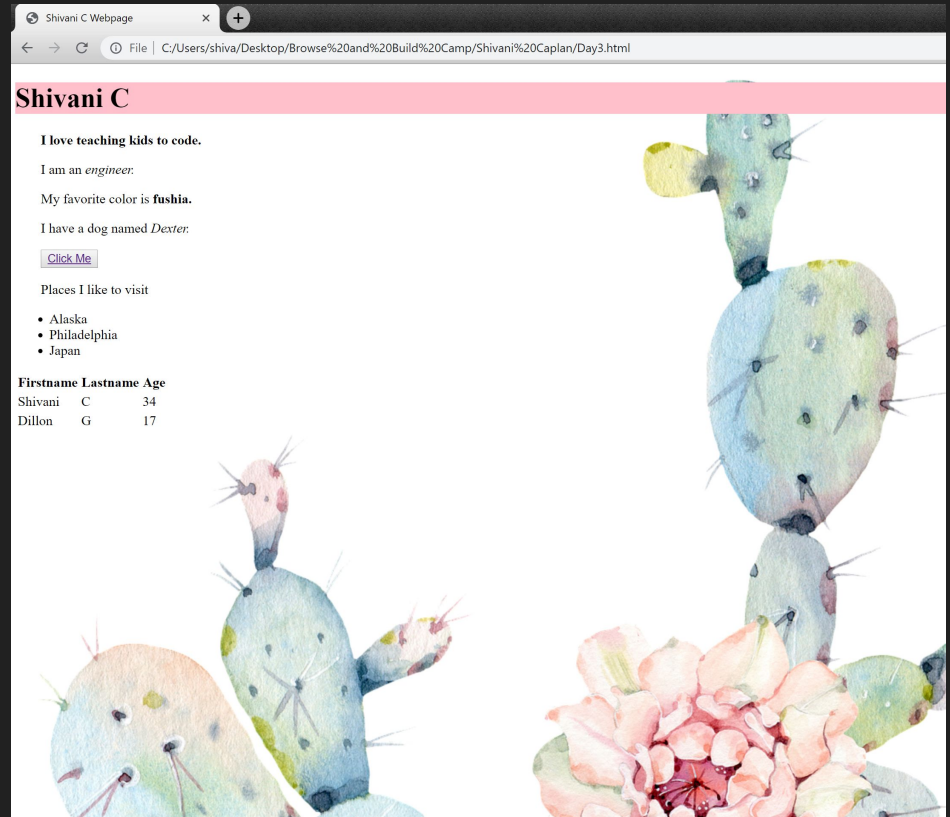 Shivani C Webpage
File | C:/Users/shiva/Desktop/Browse%20and%20Build%20Camp/Shivani%20Caplan/Day3.html
Shivani C
I love teaching kids to code.
I am an engineer.
My favorite color is fushia.
I have a dog named Dexter.
Click Me
Places I like to visit
Alaska
Philadelphia
Japan
Firstname Lastname Age
Shivani C 34
Dillon G 17